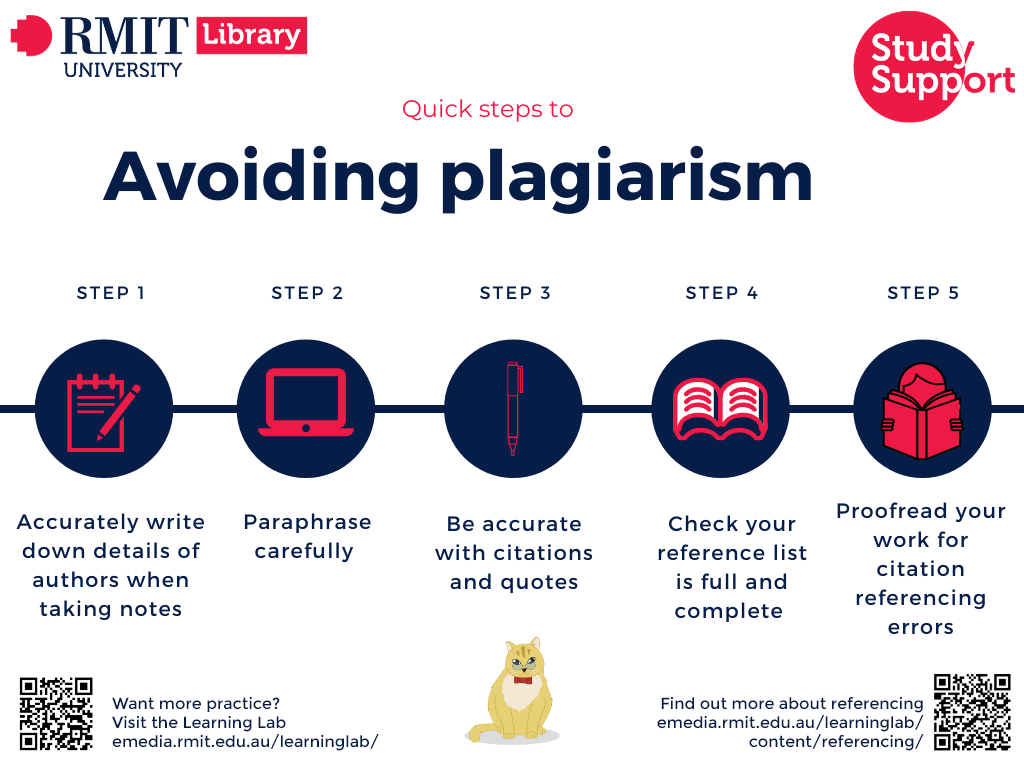 RMIT Library
UNIVERSITY
Study
Support
Quick steps to
Avoiding plagiarism
STEP 1
STEP 2
STEP 3
STEP 4
STEP 5
Accurately write
down details of
authors when
taking notes
Paraphrase
carefully
Be accurate
with citations
and quotes
Check your
reference list
is full and
complete
Proofread your
work for
citation
referencing
errors
Want more practice?
Visit the Learning Lab
emedia.rmit.edu.au/learninglab/
Find out more about referencing
emedia.rmit.edu.au/learninglab/
content/referencing/